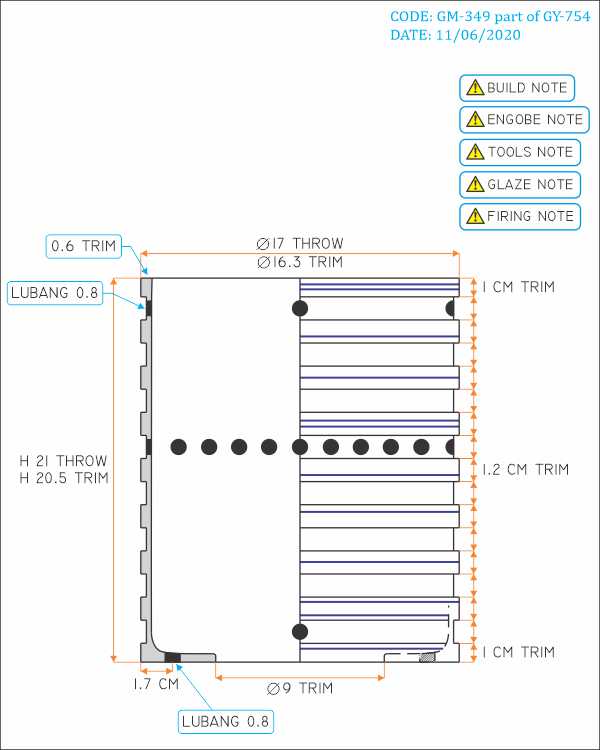 CODE: GM-349 part of GY-754
DATE: 11/06/2020
BUILD NOTE
ENGOBE NOTE
TOOLS NOTE
GLAZE NOTE
FIRING NOTE
0.6 TRIM
∅17 THROW
∅16.3 TRIM
LUBANG 0.8
1 CM TRIM
H 21 THROW
H 20.5 TRIM
1.2 CM TRIM
1 CM TRIM
1.7 CM
∅9 TRIM
LUBANG 0.8